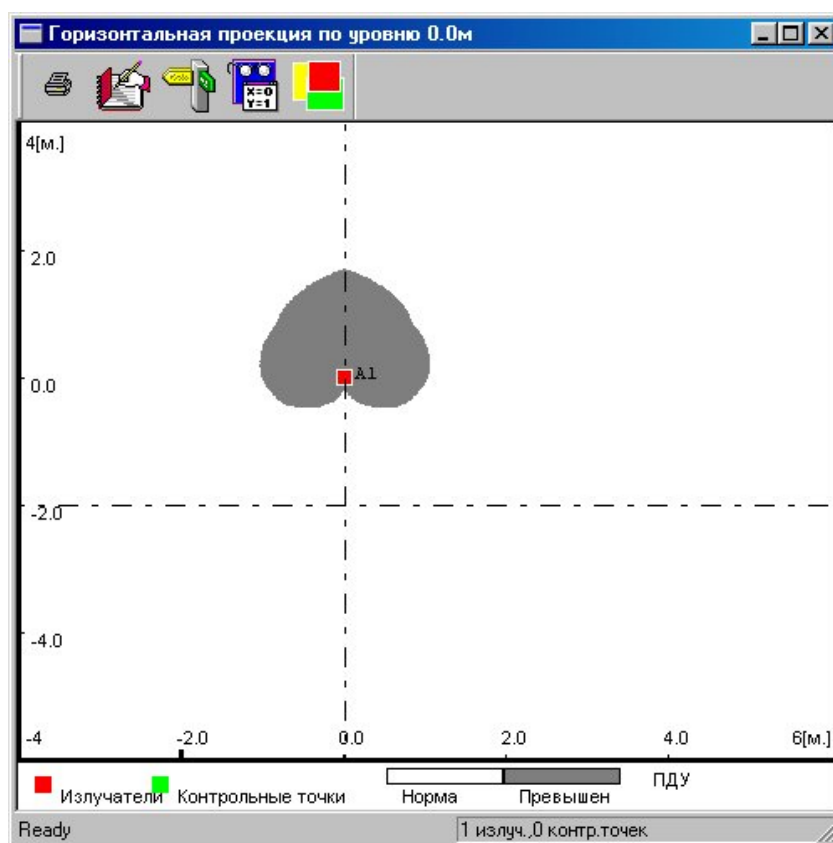 Горизонтальная проекция по уровню 0.0м
X=0
Y=1
4[м.]
2.0
A1
0.0
-2.0
-4.0
-4 -2.0 0.0 2.0 4.0 6[м.]
Излучатели Контрольные точки Норма Превышен ПДУ
Ready 1 излуч.,0 контр.точек